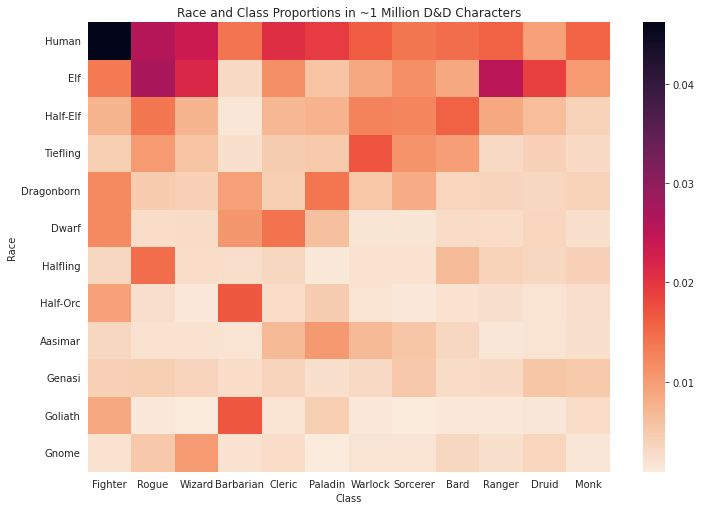 Race and Class Proportions in ~1 Million D&D Characters
Race
Human
Elf
Half-Elf
Tiefling
Dragonborn
Dwarf
Halfling
Half-Orc
Aasimar
Genasi
Goliath
Gnome
Fighter Rogue Wizard Barbarian Cleric Paladin Warlock Sorcerer Bard Ranger Druid Monk
Class
0.04
0.03
0.02
0.01